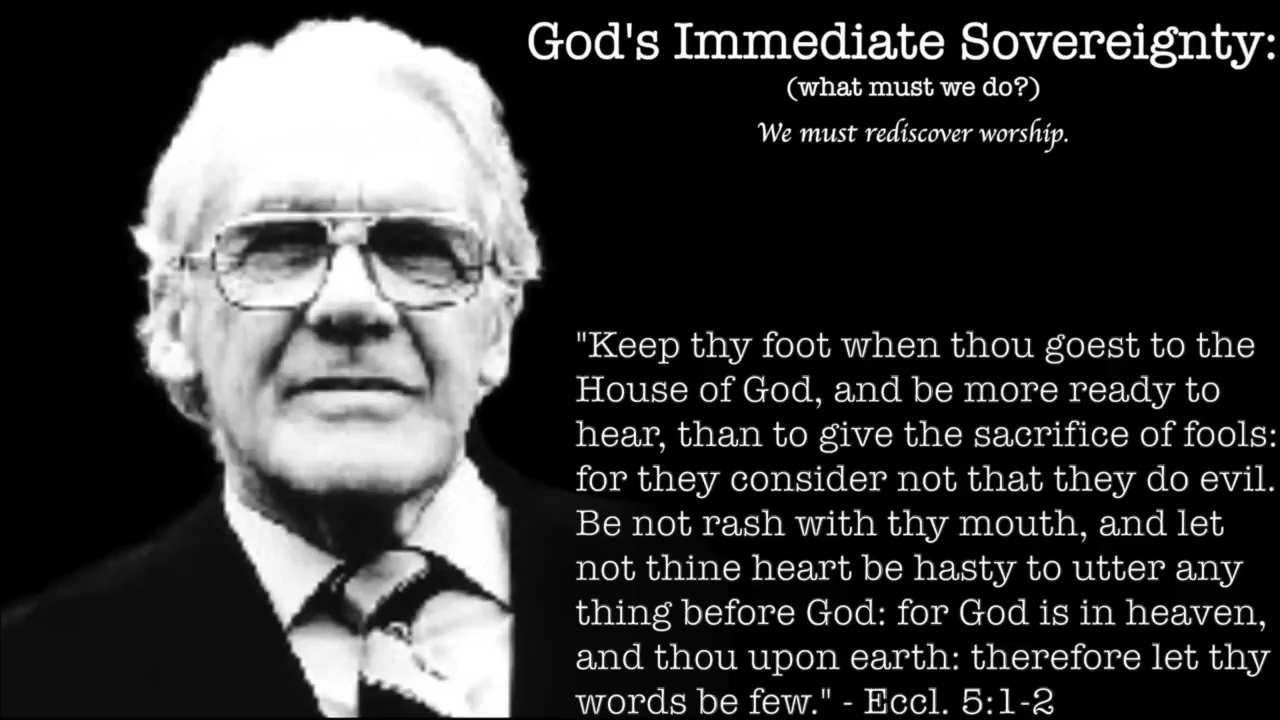 God's Immediate Sovereignty:
(what must we do?)
We must rediscover worship.
"Keep thy foot when thou goest to the
House of God, and be more ready to
hear, than to give the sacrifice of fools:
for they consider not that they do evil.
Be not rash with thy mouth, and let
not thine heart be hasty to utter any
thing before God: for God is in heaven,
and thou upon earth: therefore let thy
words be few." - Eccl. 5:1-2